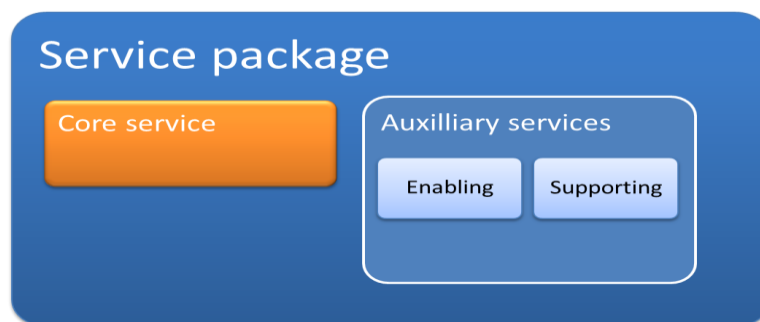 Service package
Core service
Auxilliary services
Enabling
Supporting